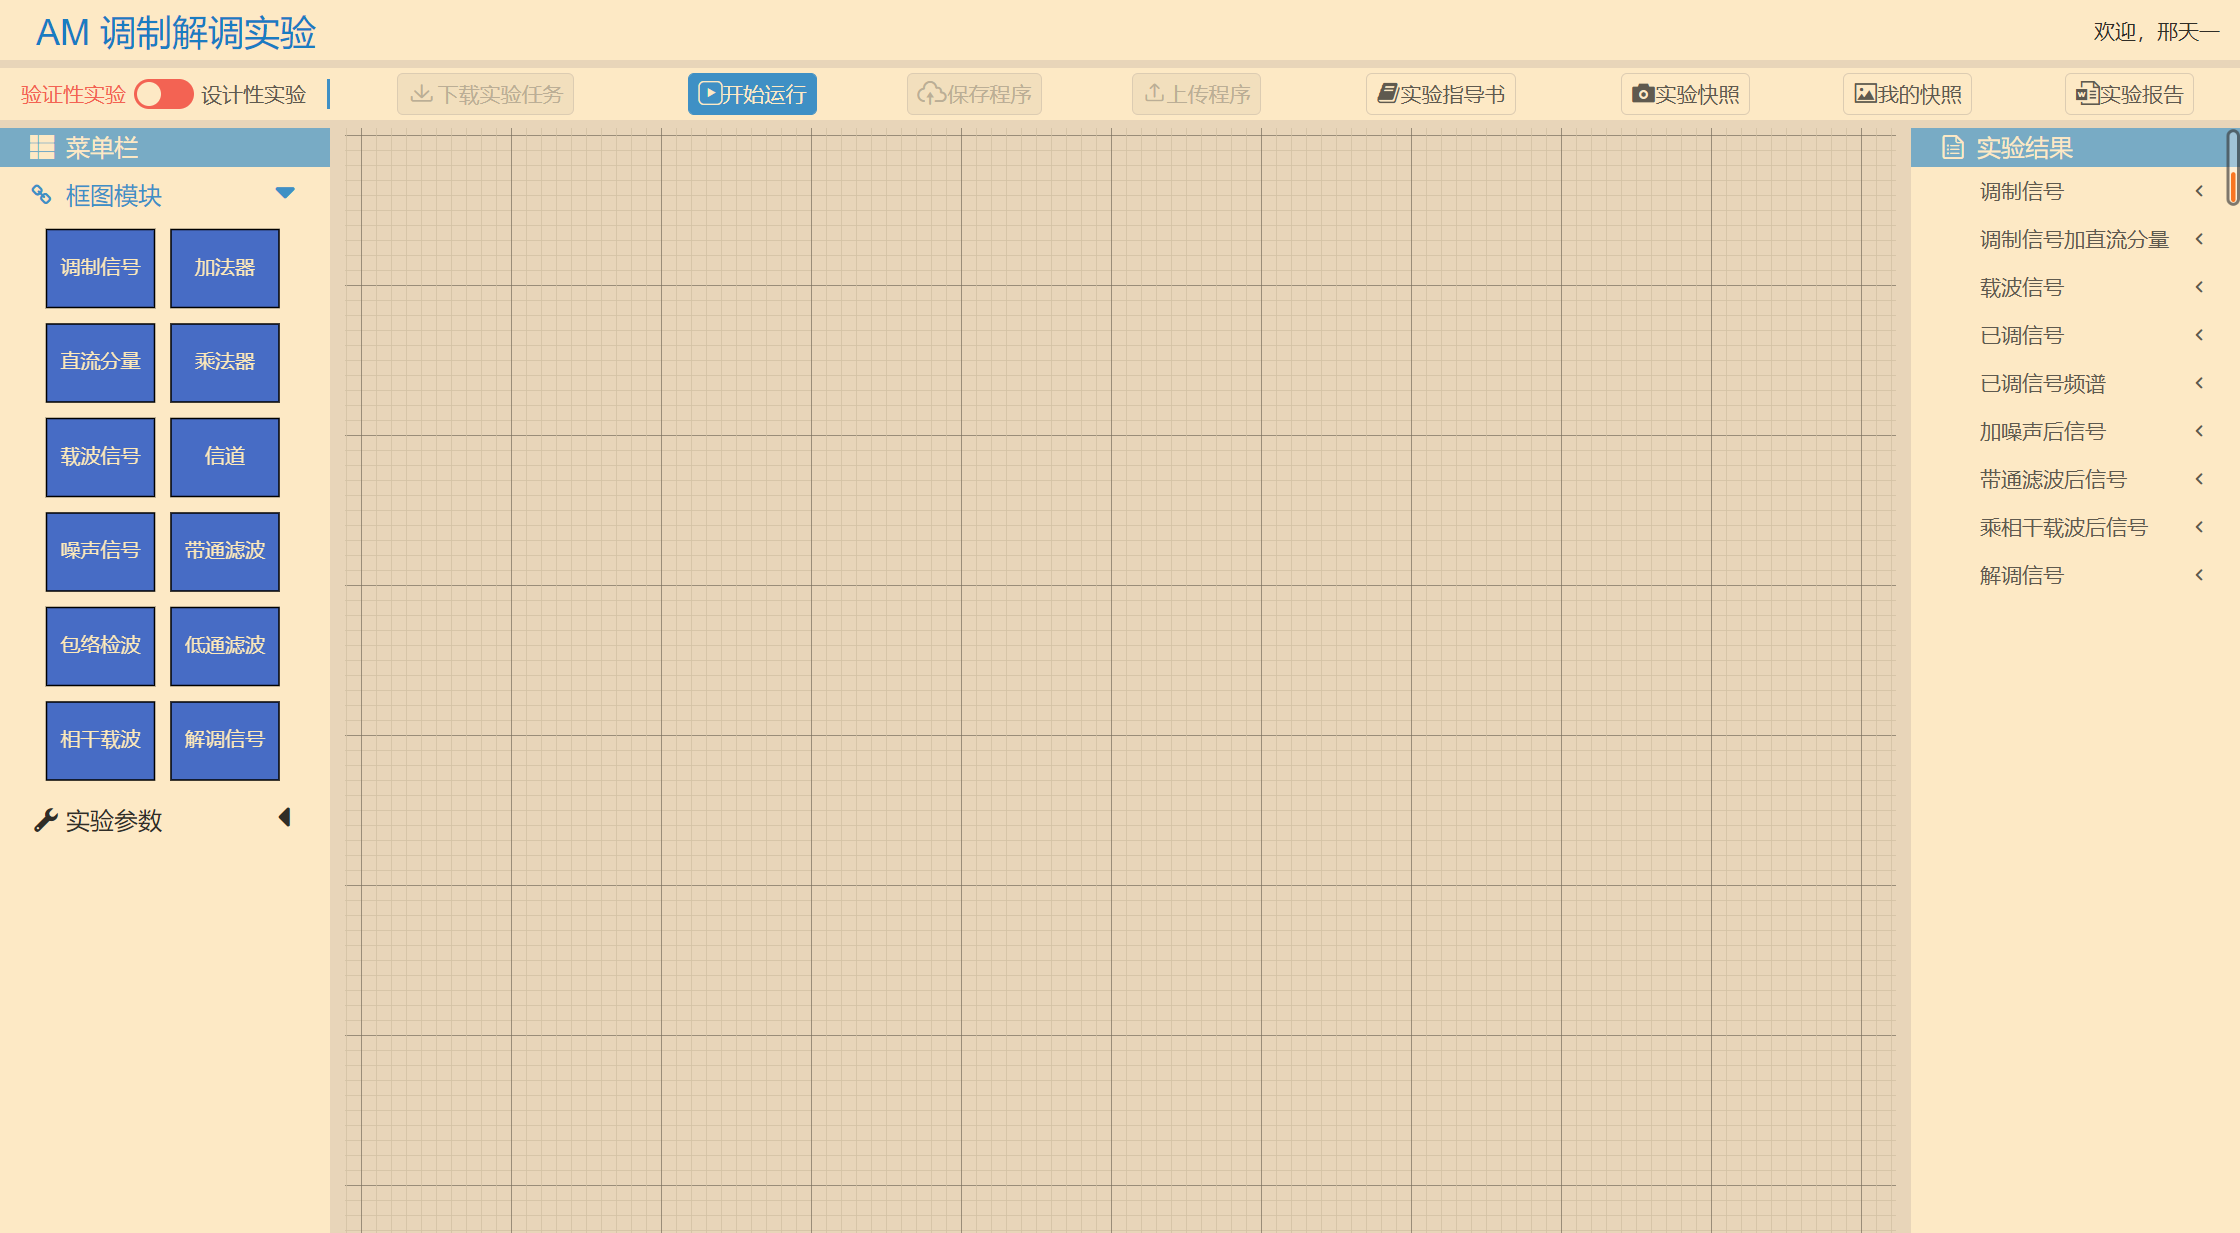 AM 调制解调实验
欢迎，邢天一
验证性实验 设计性实验 下载实验任务 开始运行 保存程序 上传程序 实验指导书 实验快照 我的快照 实验报告
菜单栏
框图模块
调制信号 加法器
直流分量 乘法器
载波信号 信道
噪声信号 带通滤波
包络检波 低通滤波
相干载波 解调信号
实验参数
实验结果
调制信号
调制信号加直流分量
载波信号
已调信号
已调信号频谱
加噪声后信号
带通滤波后信号
乘相干载波后信号
解调信号